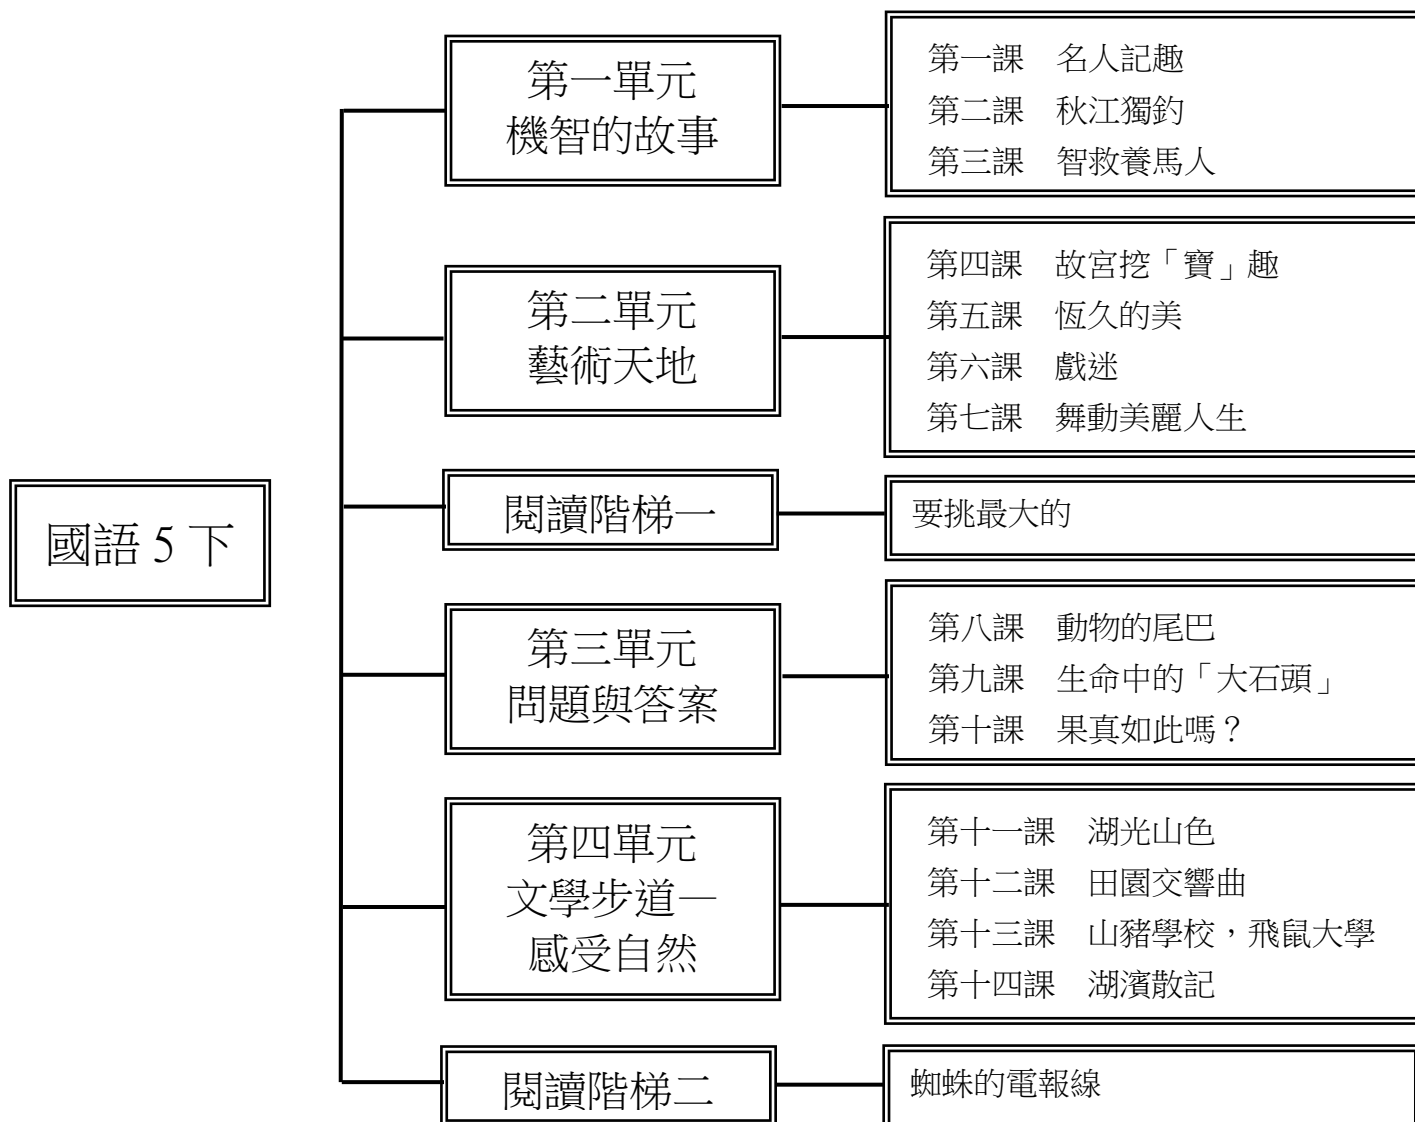 國語 5 下
第一單元
機智的故事
第一課　名人記趣
第二課　秋江獨釣
第三課　智救養馬人
第二單元
藝術天地
第四課　故宮挖「寶」趣
第五課　恆久的美
第六課　戲迷
第七課　舞動美麗人生
閱讀階梯一
要挑最大的
第三單元
問題與答案
第八課　動物的尾巴
第九課　生命中的「大石頭」
第十課　果真如此嗎？
第四單元
文學步道—
感受自然
第十一課　湖光山色
第十二課　田園交響曲
第十三課　山豬學校，飛鼠大學
第十四課　湖濱散記
閱讀階梯二
蜘蛛的電報線